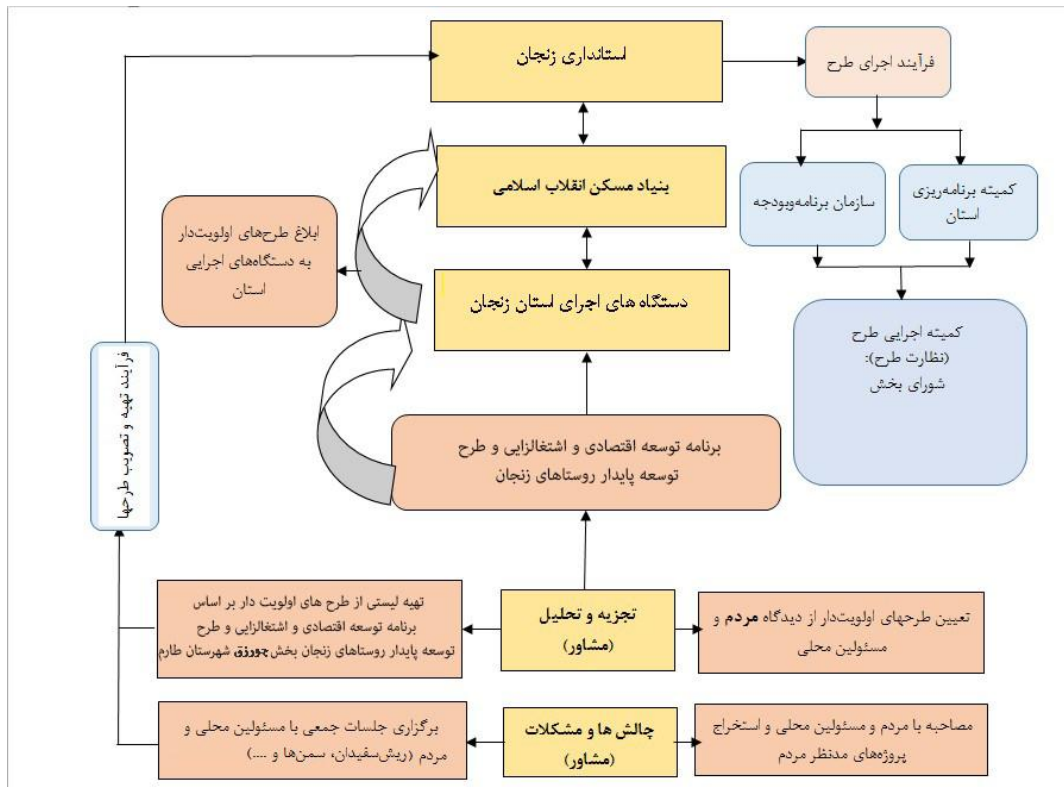 استانداری زنجان
فرآیند اجرای طرح
بنیاد مسکن انقلاب اسلامی
کمیته برنامه‌ریزی
استان
سازمان برنامه‌وبودجه
ابلاغ طرح‌های اولویت‌دار
به دستگاه‌های اجرایی
استان
دستگاه های اجرای استان زنجان
کمیته اجرایی طرح
(نظارت طرح):
شورای بخش
فرآیند تهیه و تصویب طرحها
برنامه توسعه اقتصادی و اشتغالزایی و طرح
توسعه پایدار روستاهای زنجان
تعیین طرحهای اولویت‌دار از دیدگاه مردم و
مسئولین محلی
تجزیه و تحلیل
(مشاور)
تهیه لیستی از طرح های اولویت دار بر اساس
برنامه توسعه اقتصادی و اشتغالزایی و طرح
توسعه پایدار روستاهای زنجان بخش چورزق شهرستان طارم
مصاحبه با مردم و مسئولین محلی و استخراج
پروژه‌های مدنظر مردم
چالش ها و مشکلات
(مشاور)
برگزاری جلسات جمعی با مسئولین محلی و
مردم (ریش‌سفیدان، سمن‌ها و ....)